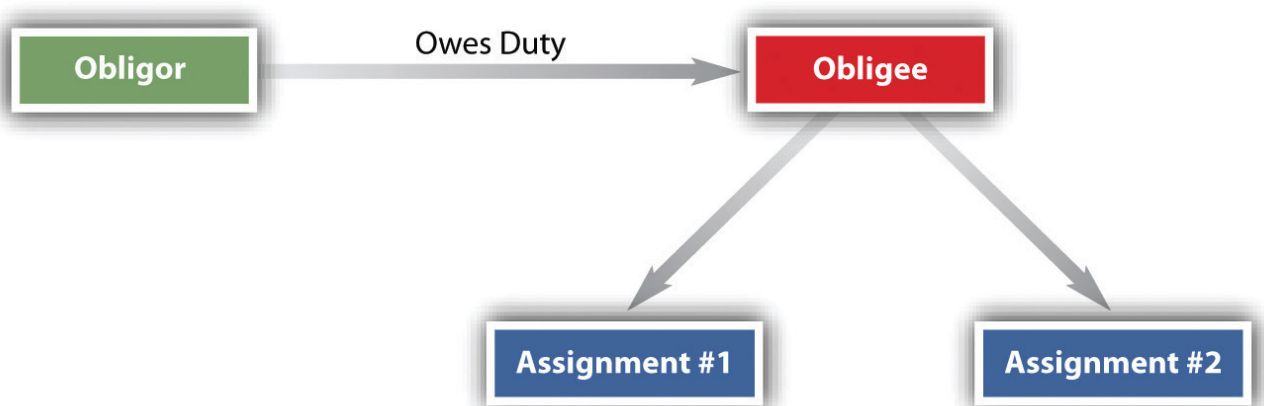 Obligor
Owes Duty
Obligee
Assignment #1
Assignment #2